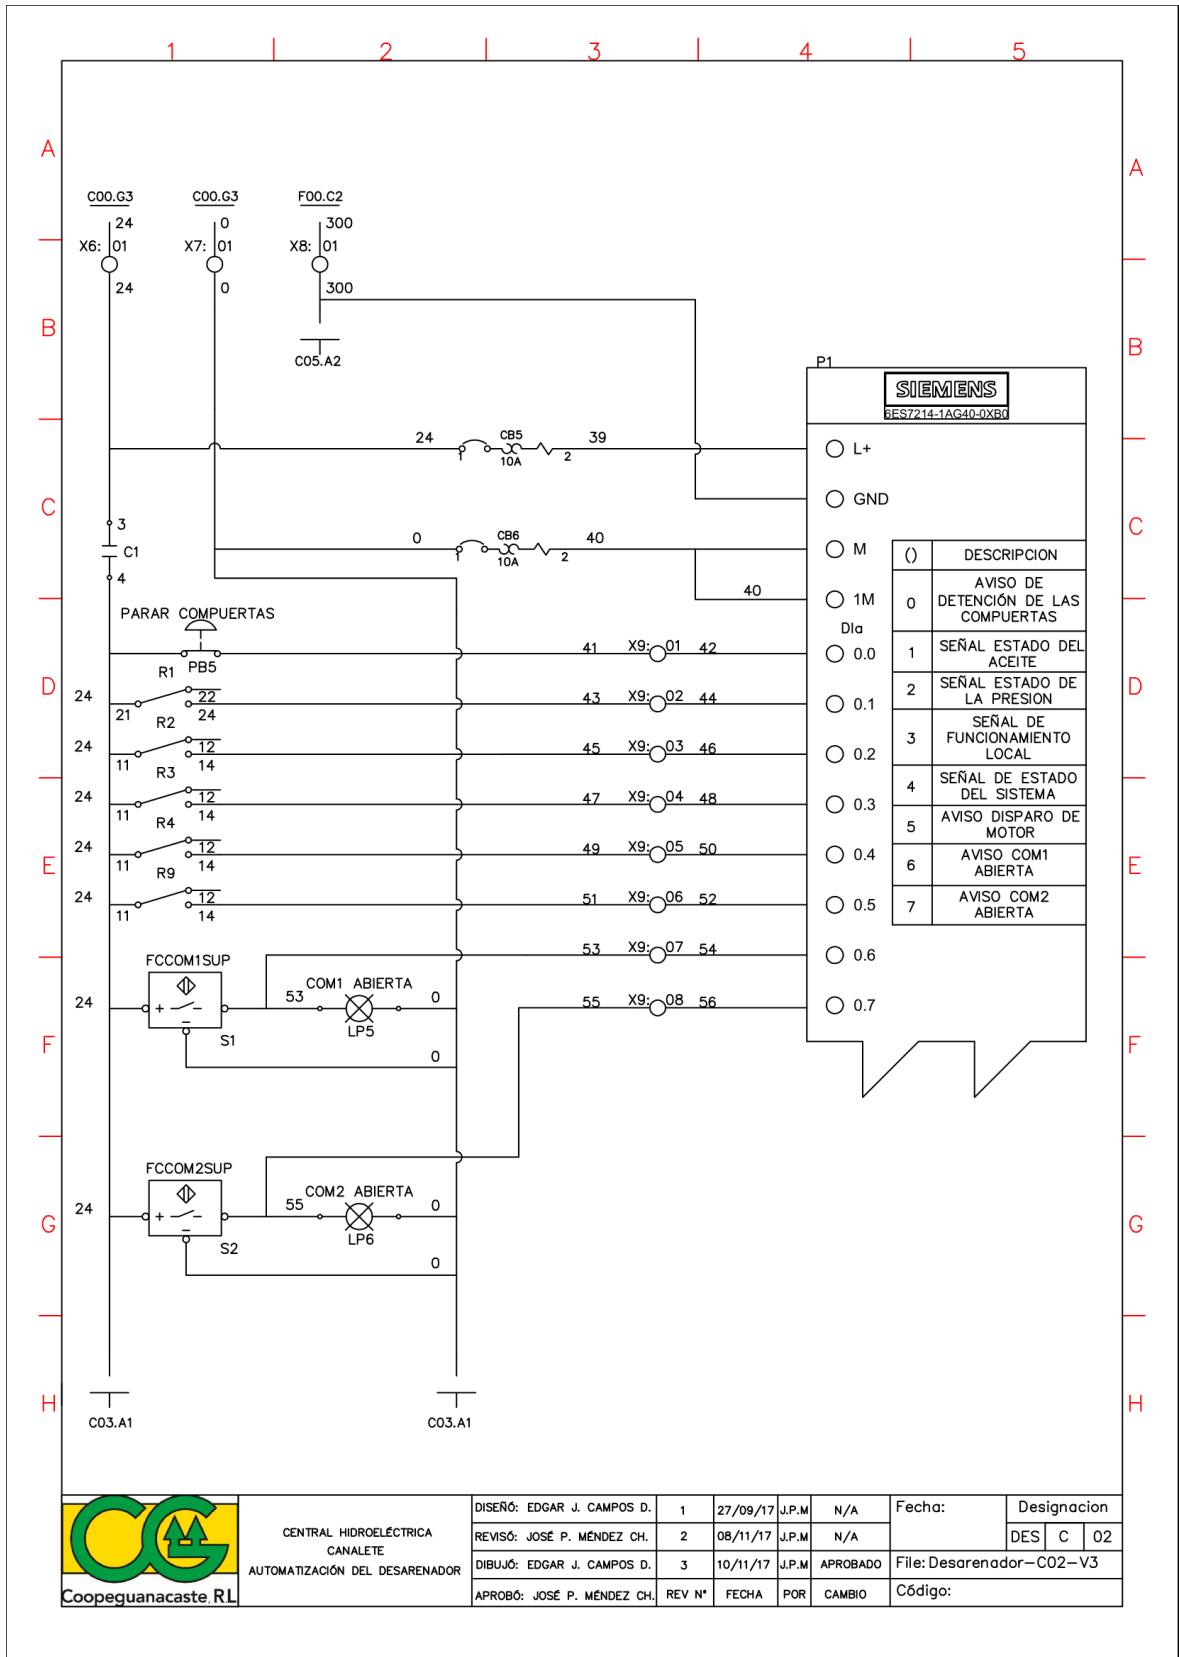 1 2 3 4 5
A
A
C00.G3 C00.G3 F00.C2
24 0 300
X6: 01 X7: 01 X8: 01
24 0 300
B
B
C05.A2
P1
SIEMENS
6ES7214-1AG40-0XB0
24 1 CB5 10A 2 39
L+
GND
C
C
3
C1
4
0 1 CB6 10A 2 40
M
40
1M
DIa
() DESCRIPCION
0 AVISO DE DETENCIÓN DE LAS COMPUERTAS
1 SEÑAL ESTADO DEL ACEITE
2 SEÑAL ESTADO DE LA PRESION
3 SEÑAL DE FUNCIONAMIENTO LOCAL
4 SEÑAL DE ESTADO DEL SISTEMA
5 AVISO DISPARO DE MOTOR
6 AVISO COM1 ABIERTA
7 AVISO COM2 ABIERTA
PARAR COMPUERTAS
PB5
41 X9: 01 42 0.0
D
D
R1
24 21 22 24 43 X9: 02 44 0.1
R2
24 11 12 14 45 X9: 03 46 0.2
R3
24 11 12 14 47 X9: 04 48 0.3
R4
E
E
24 11 12 14 49 X9: 05 50 0.4
R9
24 11 12 14 51 X9: 06 52 0.5
53 X9: 07 54 0.6
FCCOM1SUP
24 + - − S1
53 COM1 ABIERTA 0
LP5
55 X9: 08 56 0.7
0
F
F
FCCOM2SUP
24 + - − S2
55 COM2 ABIERTA 0
LP6
0
G
G
H
H
C03.A1 C03.A1
CG
Coopeguanacaste, R.L
CENTRAL HIDROELÉCTRICA
CANALETE
AUTOMATIZACIÓN DEL DESARENADOR
DISEÑÓ: EDGAR J. CAMPOS D. 1 27/09/17 J.P.M N/A
REVISÓ: JOSÉ P. MÉNDEZ CH. 2 08/11/17 J.P.M N/A
DIBUJÓ: EDGAR J. CAMPOS D. 3 10/11/17 J.P.M APROBADO
APROBÓ: JOSÉ P. MÉNDEZ CH. REV N° FECHA POR CAMBIO
Fecha: Designacion
DES C 02
File: Desarenador-C02-V3
Código: